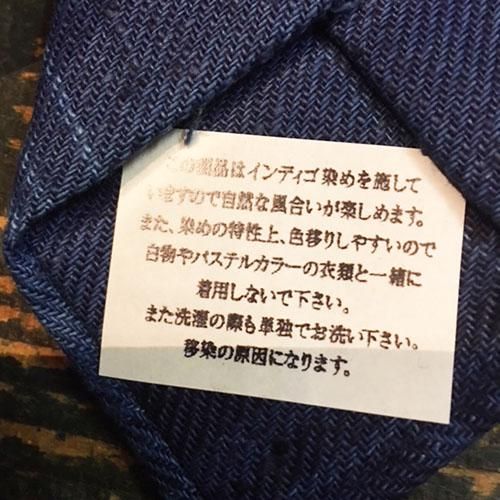 この製品はインディゴ染めを施して
いますので自然な風合いが楽しめます。
また、染めの特性上、色移りしやすいので
白物やパステルカラーの衣類と一緒に
着用しないで下さい。
また洗濯の際も単独でお洗い下さい。
移染の原因になります。